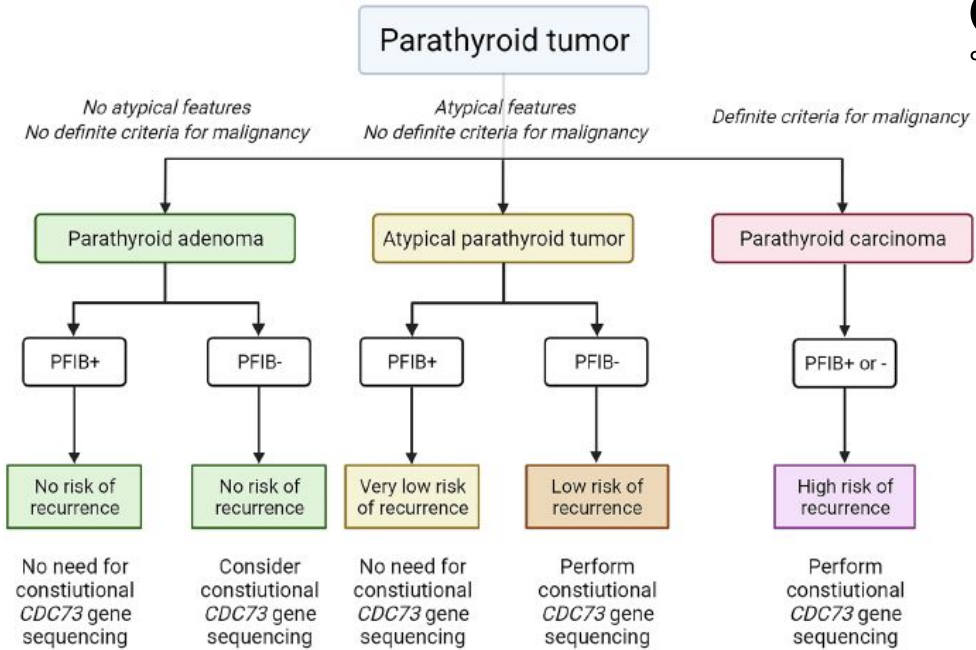 Parathyroid tumor
No atypical features
No definite criteria for malignancy
Atypical features
No definite criteria for malignancy
Definite criteria for malignancy
Parathyroid adenoma
Atypical parathyroid tumor
Parathyroid carcinoma
PFIB+
PFIB-
PFIB+
PFIB-
PFIB+ or -
No risk of
recurrence
No risk of
recurrence
Very low risk
of recurrence
Low risk of
recurrence
High risk of
recurrence
No need for
constiutional
CDC73 gene
sequencing
Consider
constiutional
CDC73 gene
sequencing
No need for
constiutional
CDC73 gene
sequencing
Perform
constiutional
CDC73 gene
sequencing
Perform
constiutional
CDC73 gene
sequencing